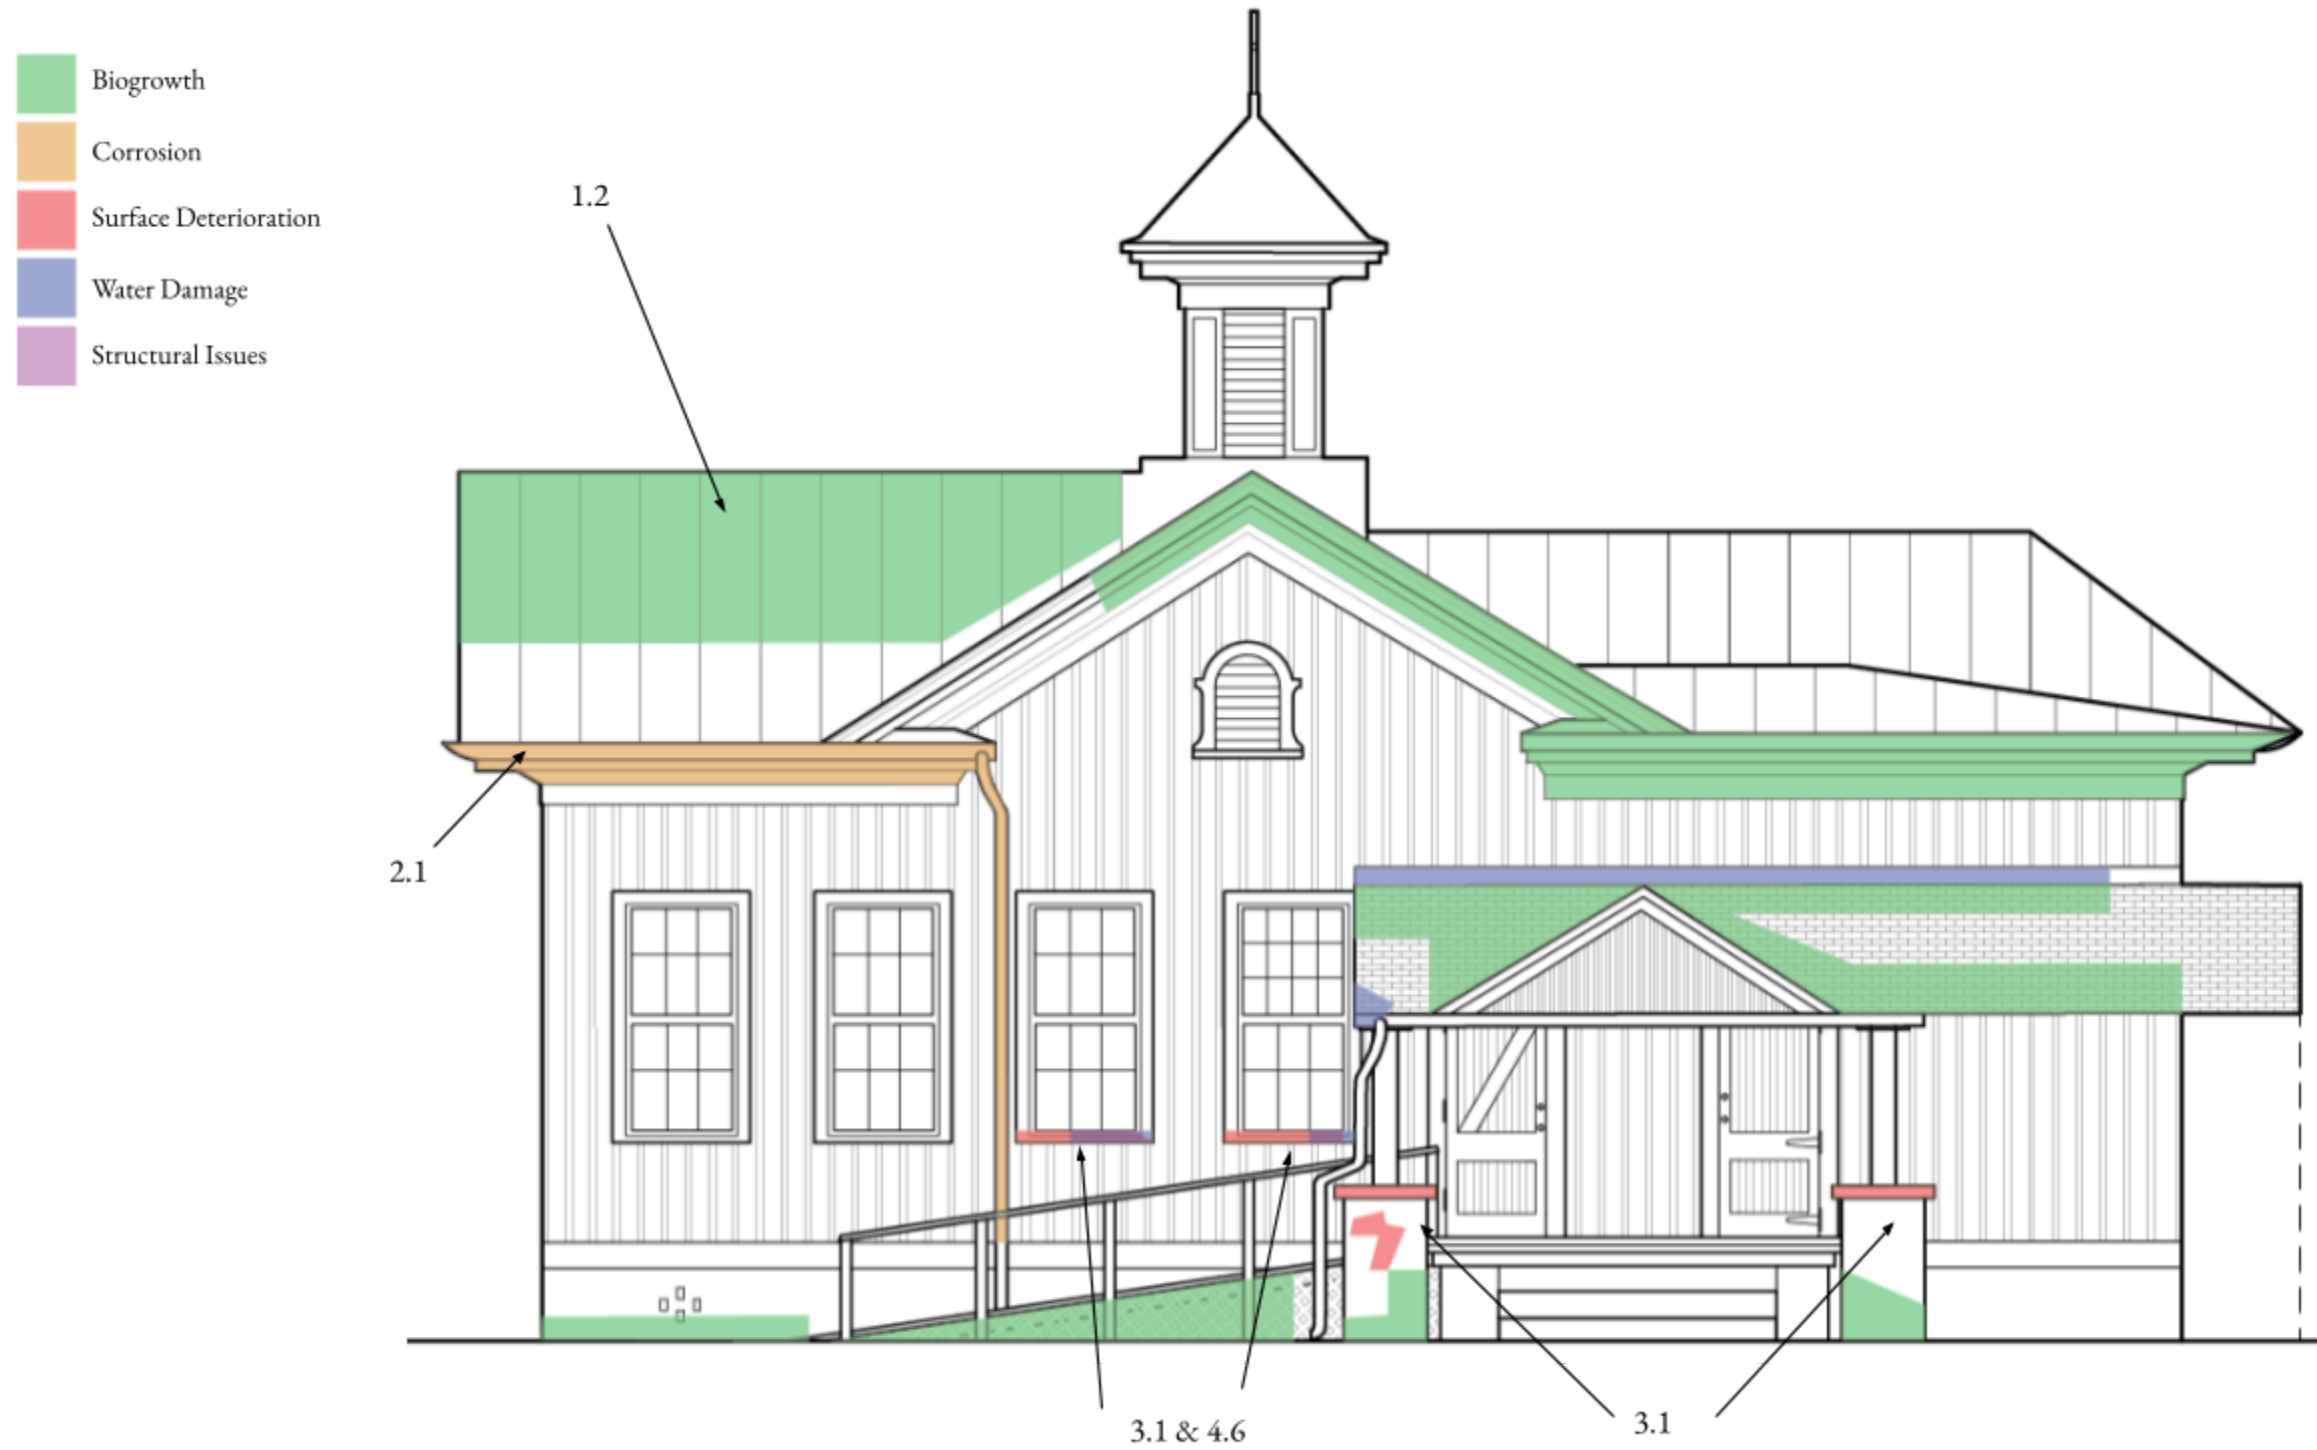 Biogrowth
Corrosion
Surface Deterioration
Water Damage
Structural Issues
1.2
2.1
3.1 & 4.6
3.1